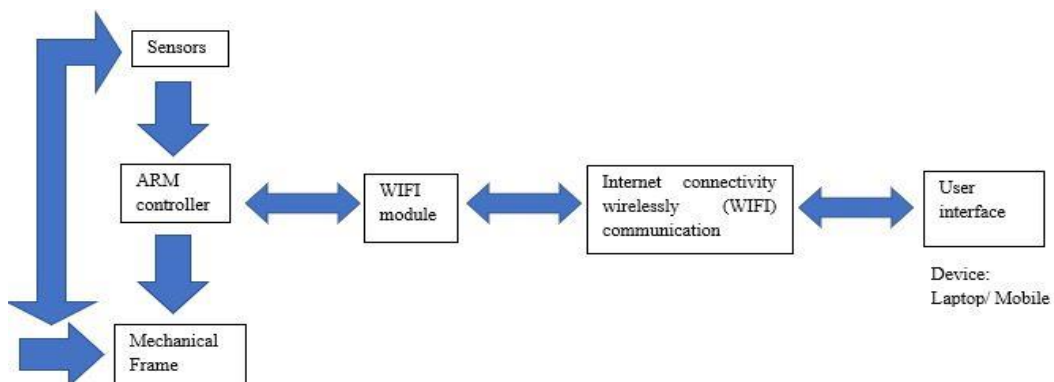 Sensors
ARM
controller
WIFI
module
Internet connectivity
wirelessly (WIFI)
communication
User
interface
Device:
Laptop/ Mobile
Mechanical
Frame